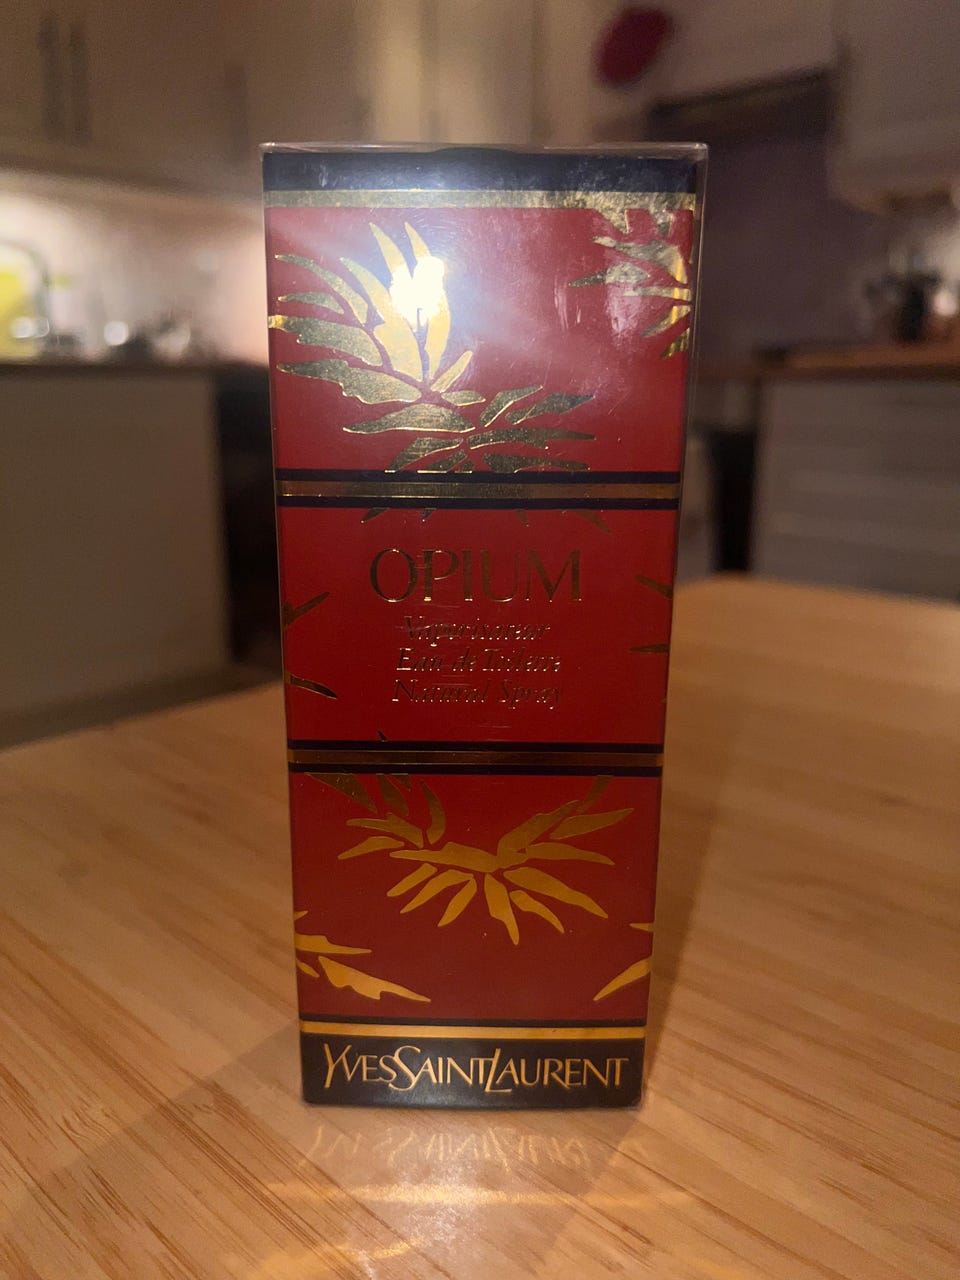 OPIUM
Vaporisateur
Eau de Toilette
Natural Spray
YVESSAINTLAURENT